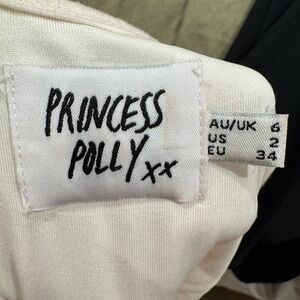 PRINCESS
POLLY xx
AU/UK 6
US 2
EU 34